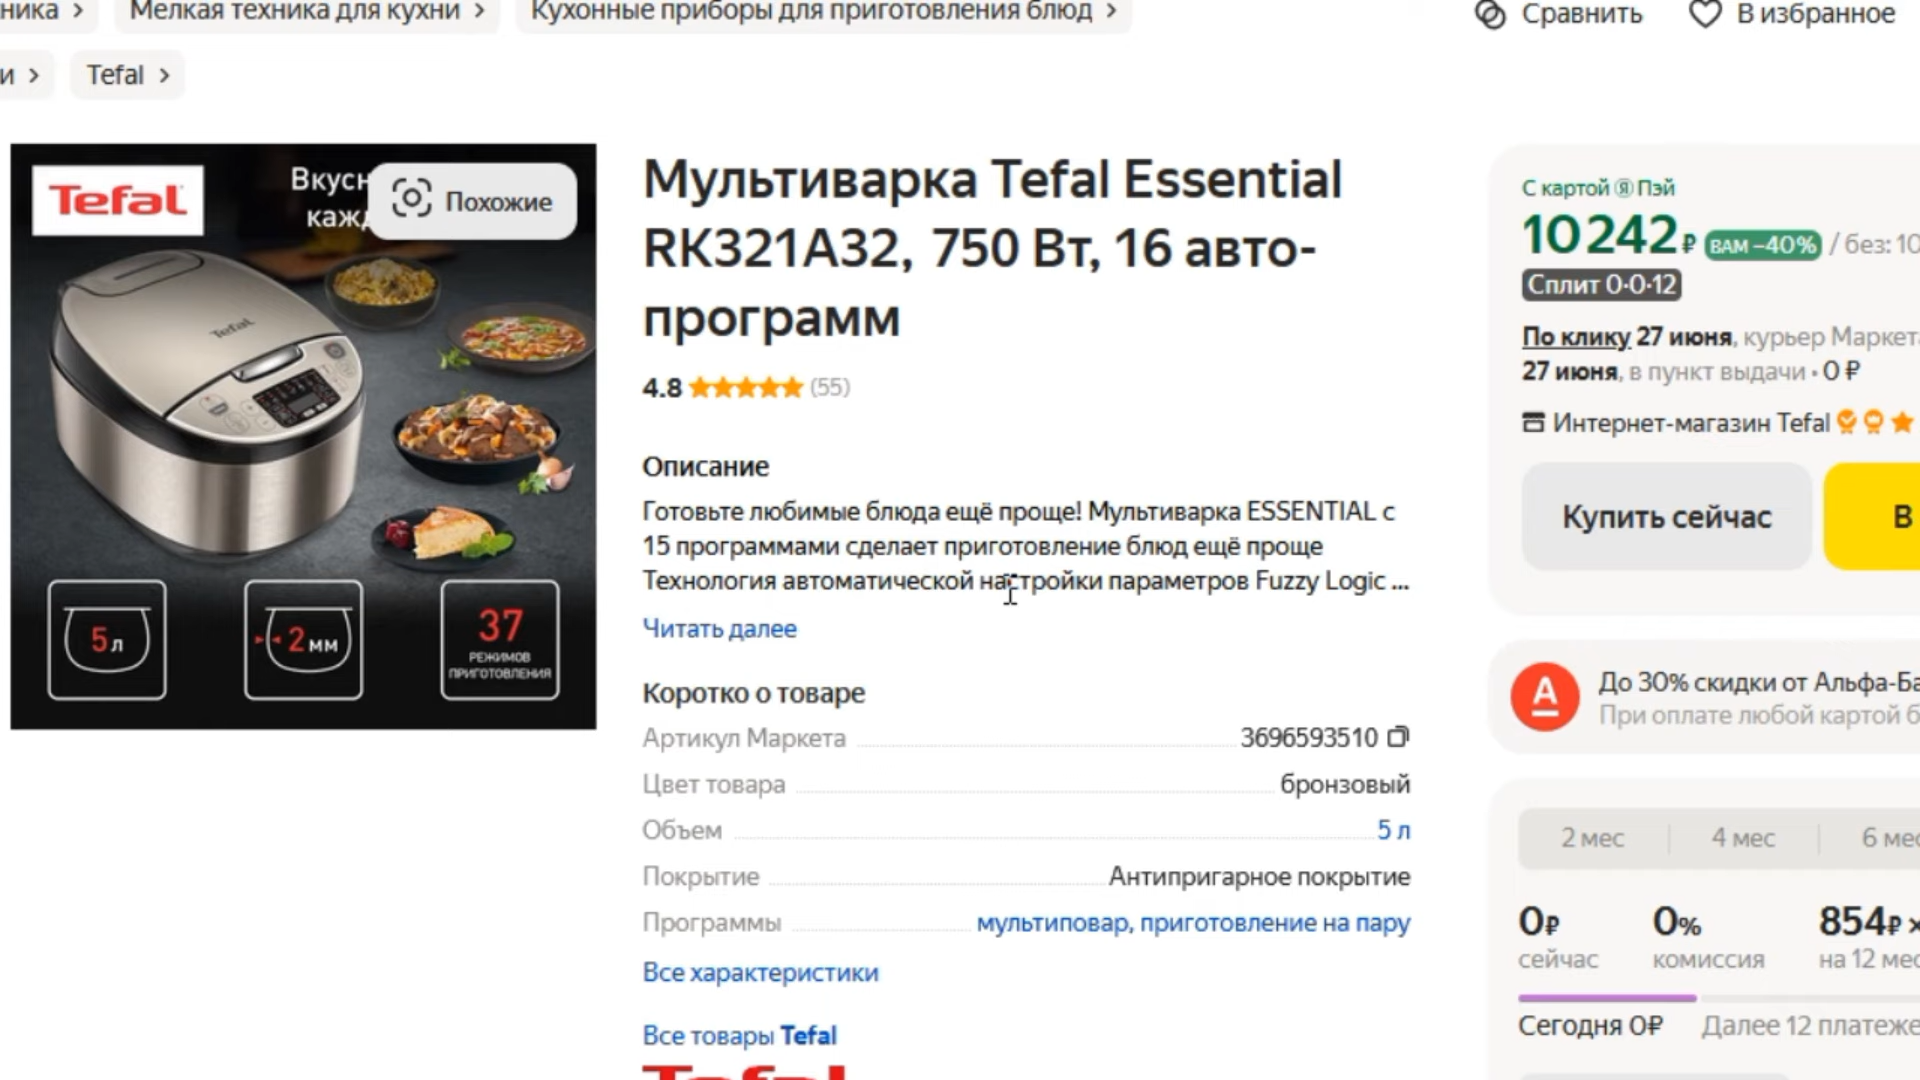 ника >
Мелкая техника для кухни >
Кухонные приборы для приготовления блюд >
Сравнить
В избранное
и >
Tefal >
Tefal
Вкусн
кажд
Похожие
5 л
2 мм
37
РЕЖИМОВ
ПРИГОТОВЛЕНИЯ
Мультиварка Tefal Essential
RK321A32, 750 Вт, 16 авто-
программ
4.8 (55)
Описание
Готовьте любимые блюда ещё проще! Мультиварка ESSENTIAL с
15 программами сделает приготовление блюд ещё проще
Технология автоматической настройки параметров Fuzzy Logic ...
Читать далее
Коротко о товаре
Артикул Маркета 3696593510
Цвет товара бронзовый
Объем 5 л
Покрытие Антипригарное покрытие
Программы мультиповар, приготовление на пару
Все характеристики
Все товары Tefal
Tefal
С картой Я Пэй
10 242 ₽ ВАМ –40% / без: 10
Сплит 0-0-12
По клику 27 июня, курьер Маркет
27 июня, в пункт выдачи • 0 ₽
Интернет-магазин Tefal
Купить сейчас
В
А
До 30% скидки от Альфа-Ба
При оплате любой картой б
2 мес 4 мес 6 мес
0₽ 0% 854₽ ×
сейчас комиссия на 12 мес
Сегодня 0₽ Далее 12 платеже